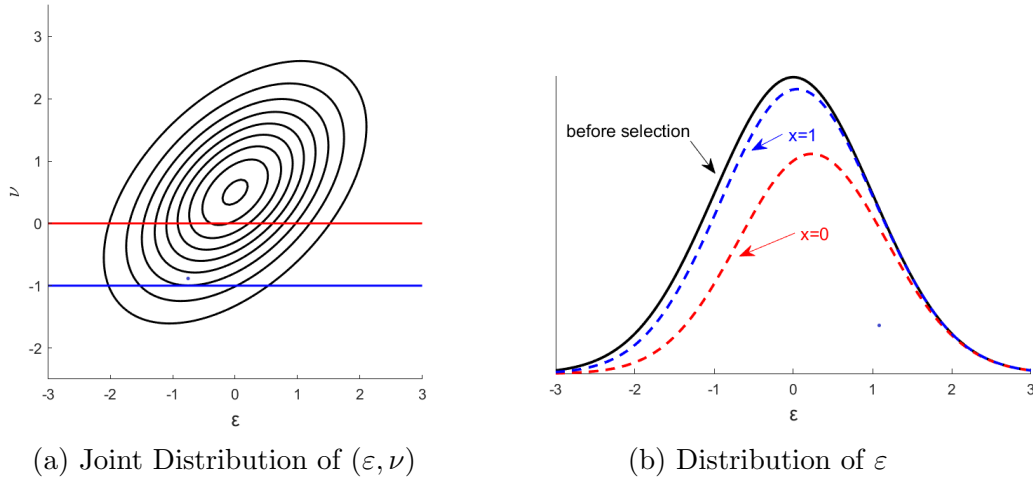 3
2
1
0
-1
-2
ν
-3 -2 -1 0 1 2 3
ε
(a) Joint Distribution of (ε, ν)
before selection
x=1
x=0
-3 -2 -1 0 1 2 3
ε
(b) Distribution of ε